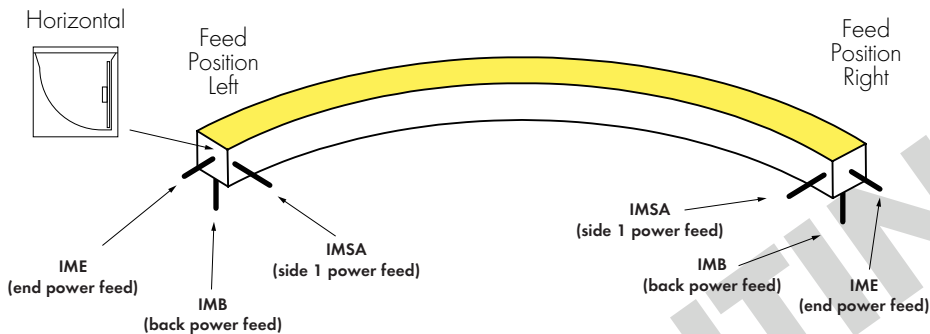 Horizontal
Feed
Position
Left
Feed
Position
Right
IME
(end power feed)
IMB
(back power feed)
IMSA
(side 1 power feed)
IMSA
(side 1 power feed)
IMB
(back power feed)
IME
(end power feed)